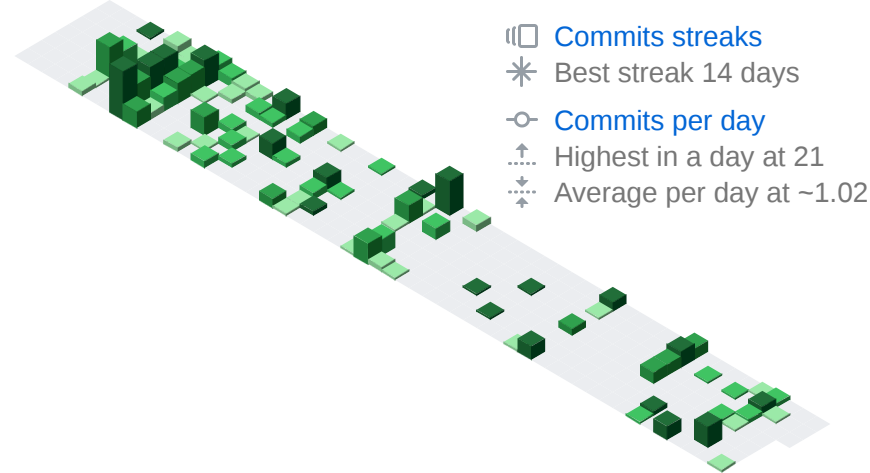 Commits streaks
Best streak 14 days
Commits per day
Highest in a day at 21
Average per day at ~1.02